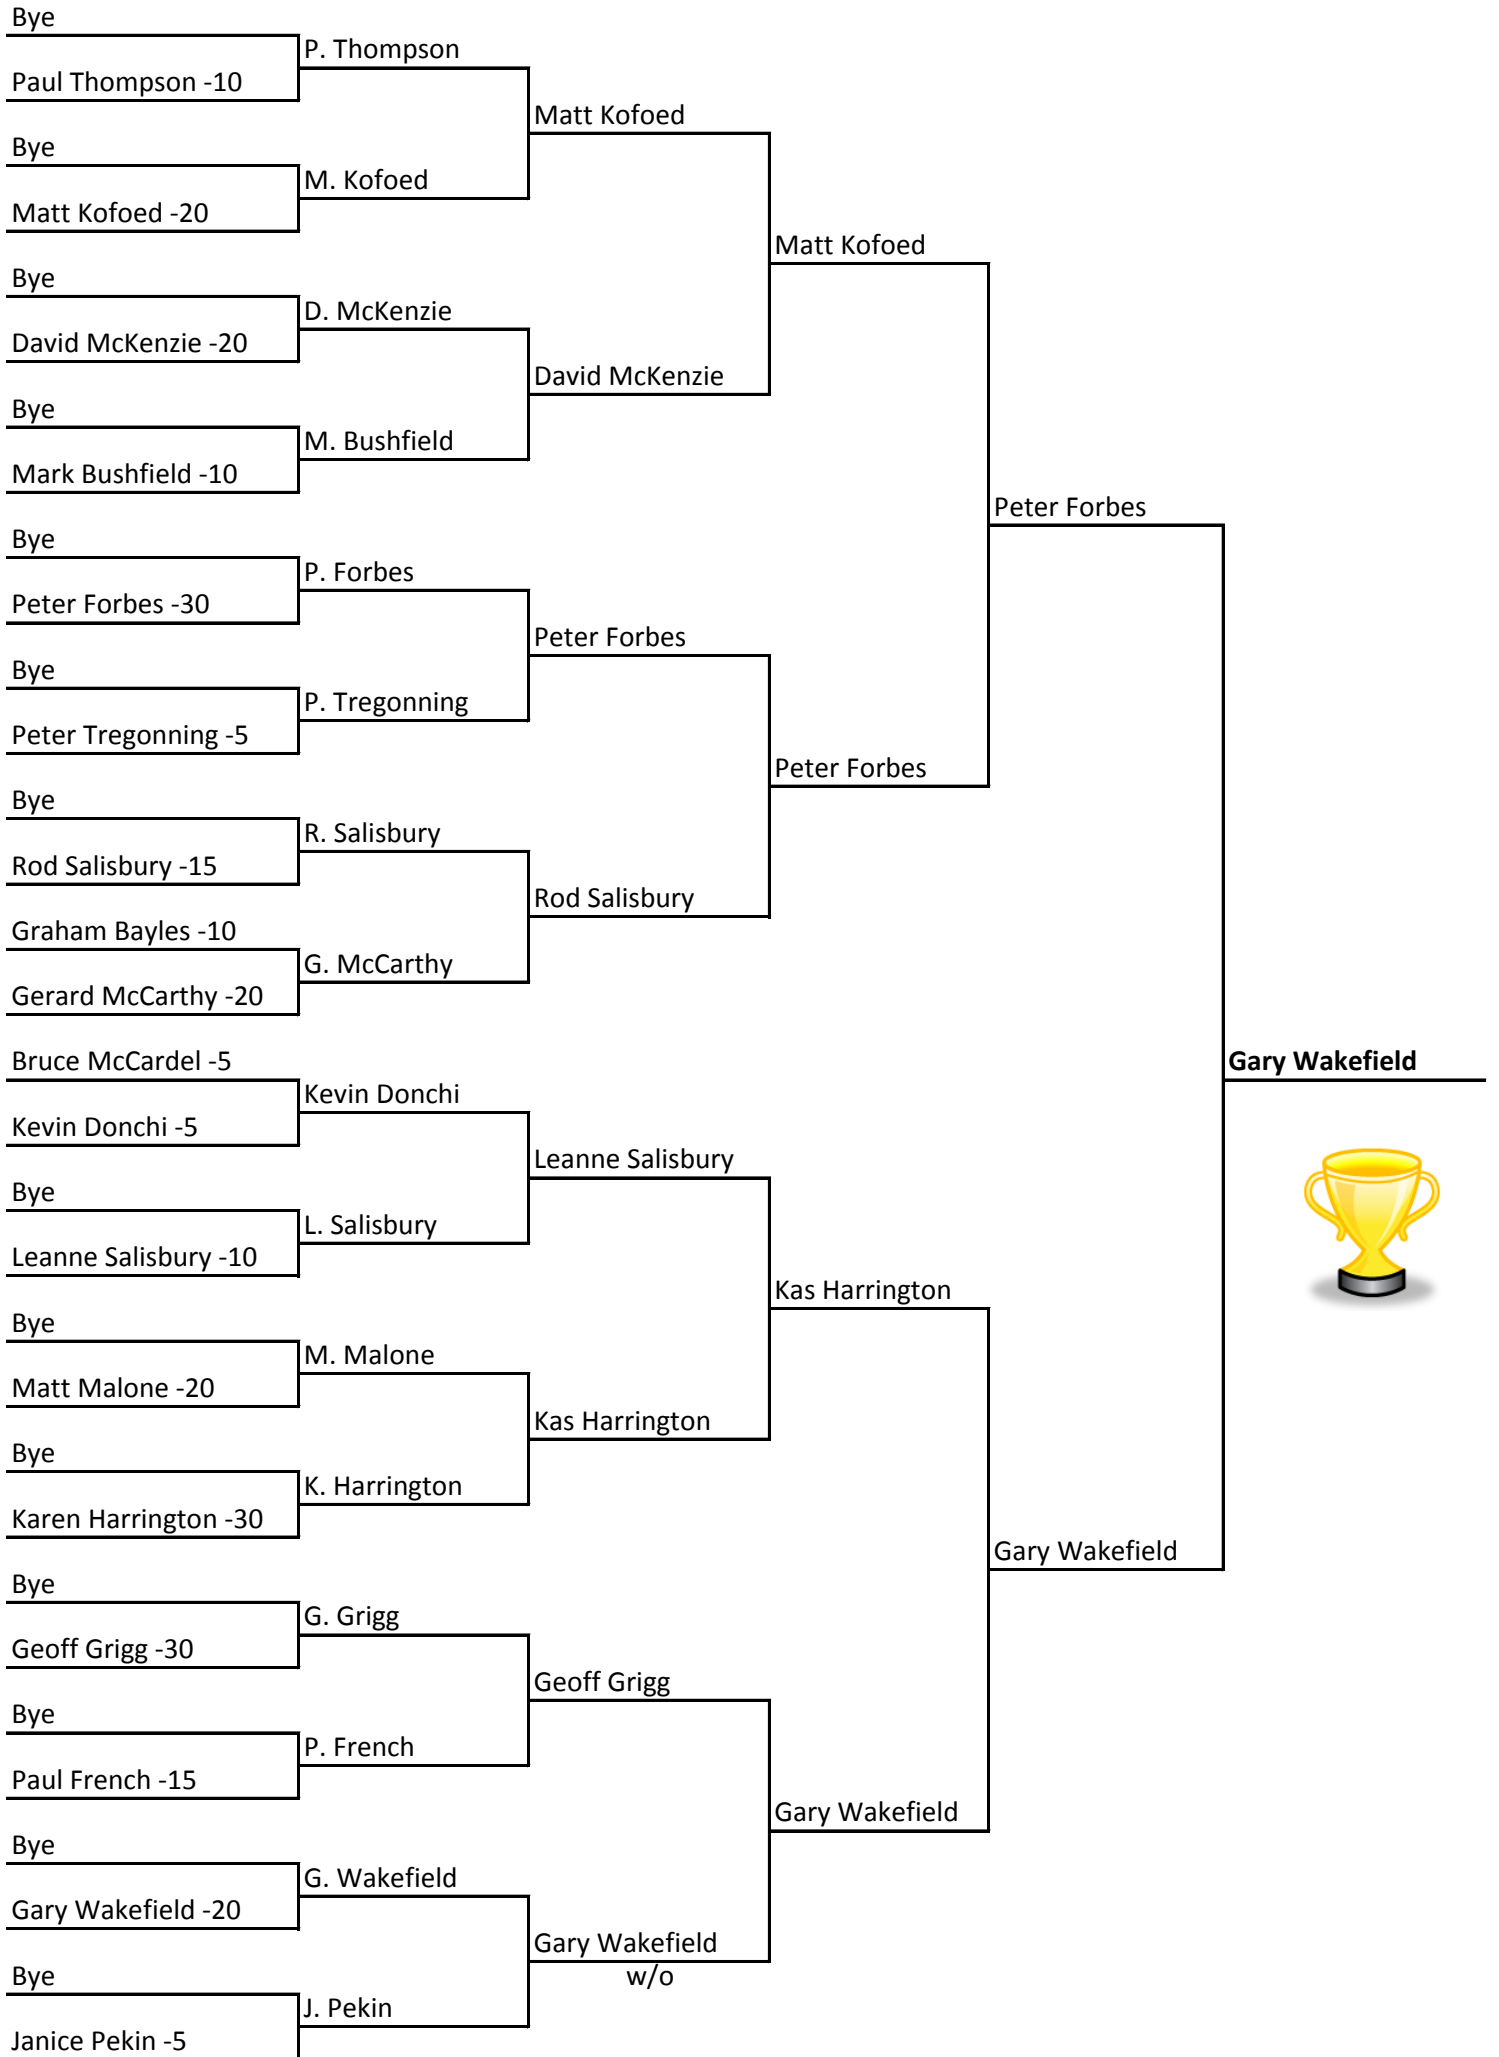 Bye
P. Thompson
Paul Thompson -10
Matt Kofoed
Bye
M. Kofoed
Matt Kofoed -20
Matt Kofoed
Bye
D. McKenzie
David McKenzie -20
David McKenzie
Bye
M. Bushfield
Mark Bushfield -10
Peter Forbes
Bye
P. Forbes
Peter Forbes -30
Peter Forbes
Bye
P. Tregonning
Peter Tregonning -5
Peter Forbes
Bye
R. Salisbury
Rod Salisbury -15
Rod Salisbury
Graham Bayles -10
G. McCarthy
Gerard McCarthy -20
Bruce McCardel -5
Gary Wakefield
Kevin Donchi
Kevin Donchi -5
Leanne Salisbury
Bye
L. Salisbury
Leanne Salisbury -10
Kas Harrington
Bye
M. Malone
Matt Malone -20
Kas Harrington
Bye
K. Harrington
Karen Harrington -30
Gary Wakefield
Bye
G. Grigg
Geoff Grigg -30
Geoff Grigg
Bye
P. French
Paul French -15
Gary Wakefield
Bye
G. Wakefield
Gary Wakefield -20
Gary Wakefield
w/o
Bye
J. Pekin
Janice Pekin -5